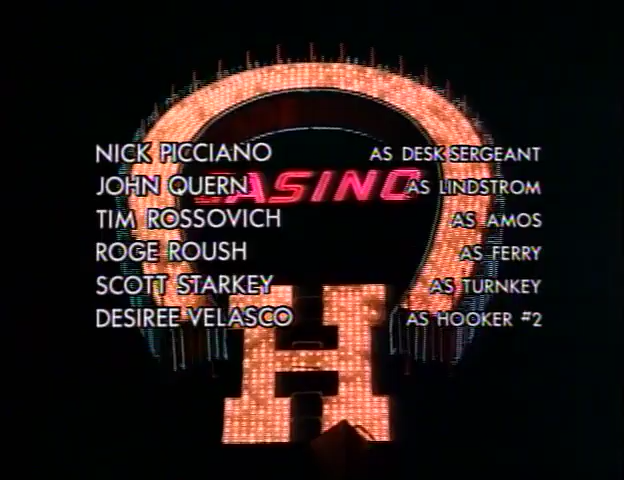 NICK PICCIANO AS DESK SERGEANT
JOHN QUERN AS LINDSTROM
TIM ROSSOVICH AS AMOS
ROGE ROUSH AS FERRY
SCOTT STARKEY AS TURNKEY
DESIREE VELASCO AS HOOKER #2
CASINO
H